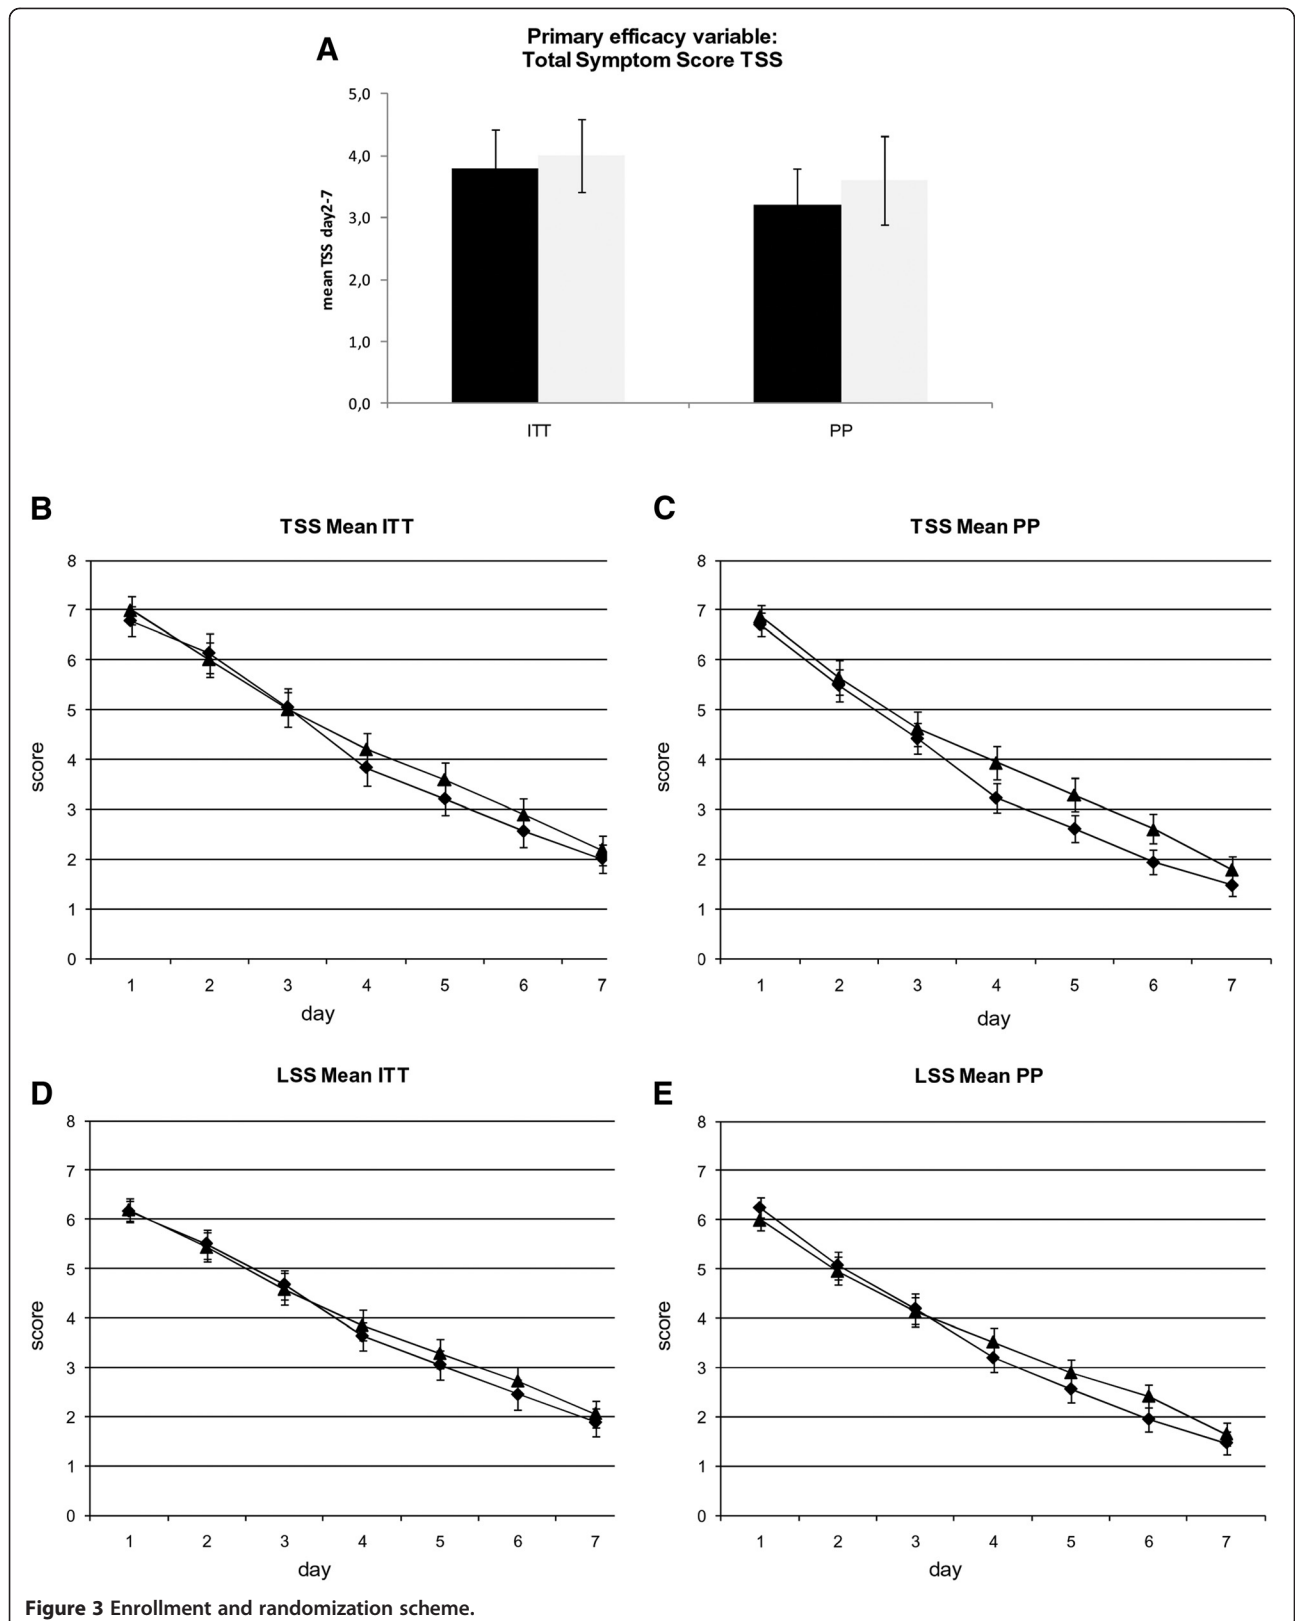 A
Primary efficacy variable:
Total Symptom Score TSS
mean TSS day2-7
5,0
4,0
3,0
2,0
1,0
0,0
ITT
PP
B
TSS Mean ITT
score
8
7
6
5
4
3
2
1
0
1 2 3 4 5 6 7
day
C
TSS Mean PP
score
8
7
6
5
4
3
2
1
0
1 2 3 4 5 6 7
day
D
LSS Mean ITT
score
8
7
6
5
4
3
2
1
0
1 2 3 4 5 6 7
day
E
LSS Mean PP
score
8
7
6
5
4
3
2
1
0
1 2 3 4 5 6 7
day
Figure 3 Enrollment and randomization scheme.